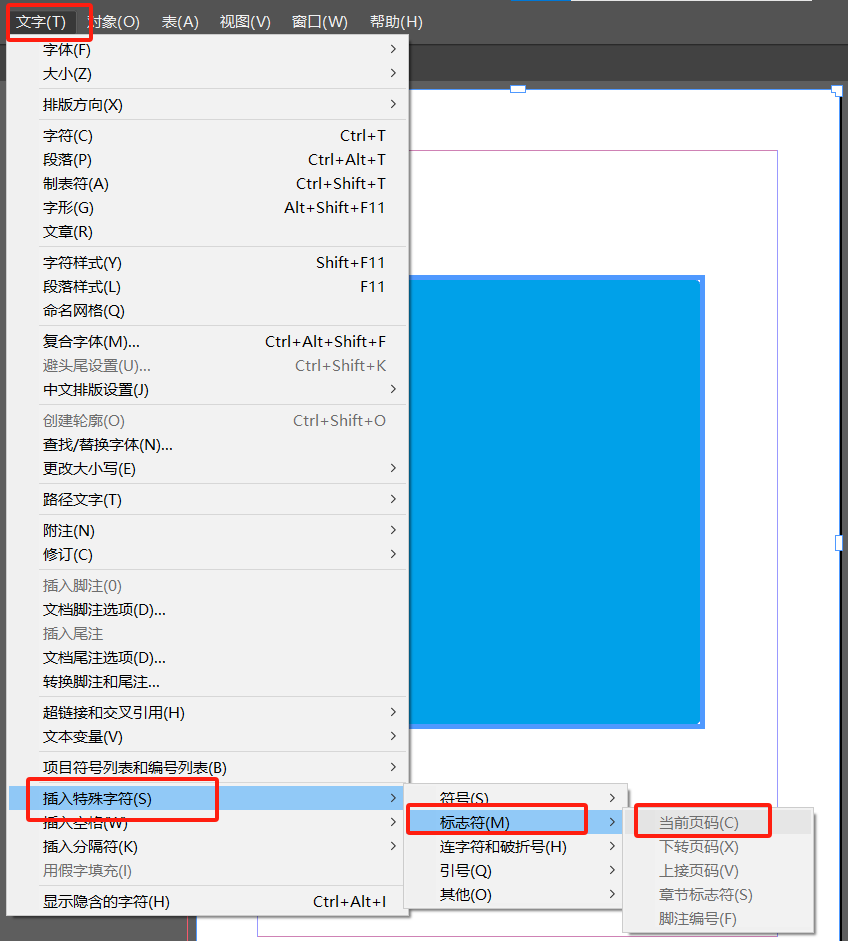 文字(T) 对象(O) 表(A) 视图(V) 窗口(W) 帮助(H)
字体(F)
大小(Z)
排版方向(X)
字符(C) Ctrl+T
段落(P) Ctrl+Alt+T
制表符(A) Ctrl+Shift+T
字形(G) Alt+Shift+F11
文章(R)
字符样式(Y) Shift+F11
段落样式(L) F11
命名网格(Q)
复合字体(M)... Ctrl+Alt+Shift+F
避头尾设置(U)... Ctrl+Shift+K
中文排版设置(J)
创建轮廓(O) Ctrl+Shift+O
查找/替换字体(N)...
更改大小写(E)
路径文字(T)
附注(N)
修订(C)
插入脚注(O)
文档脚注选项(D)...
插入尾注
文档尾注选项(D)...
转换脚注和尾注...
超链接和交叉引用(H)
文本变量(V)
项目符号列表和编号列表(B)
插入特殊字符(S)
插入空格(W)
插入分隔符(K)
用假字填充(I)
显示隐含的字符(H) Ctrl+Alt+I
符号(S)
标志符(M)
连字符和破折号(H)
引号(Q)
其他(O)
当前页码(C)
下转页码(X)
上接页码(V)
章节标志符(S)
脚注编号(F)